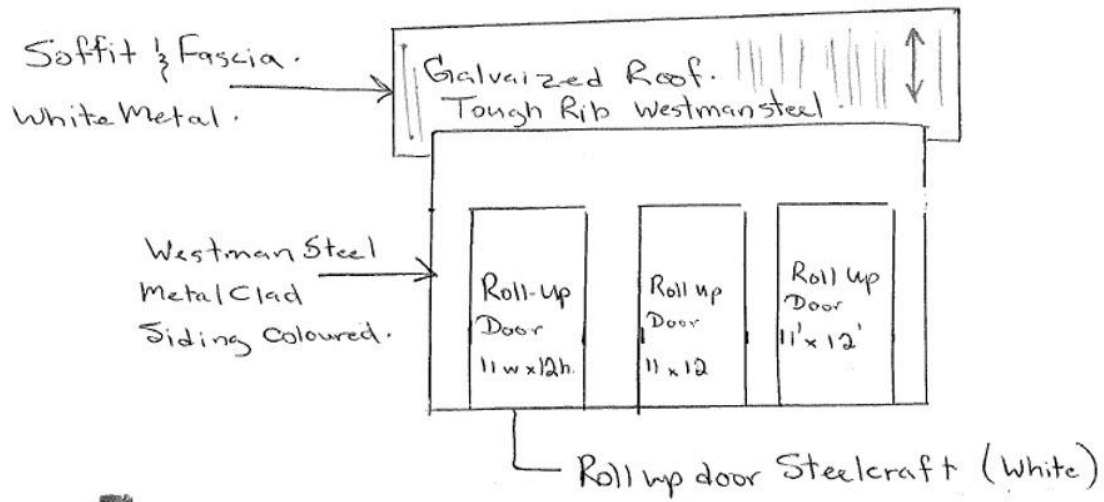 Soffit & Fascia.
White Metal.
Galvaized Roof.
Tough Rib Westmansteel.
Westman Steel
Metal Clad
Siding Coloured.
Roll-Up
Door
11w x 12h.
Roll up
Door
11 x 12
Roll up
Door
11' x 12'
Roll up door Steelcraft (White)